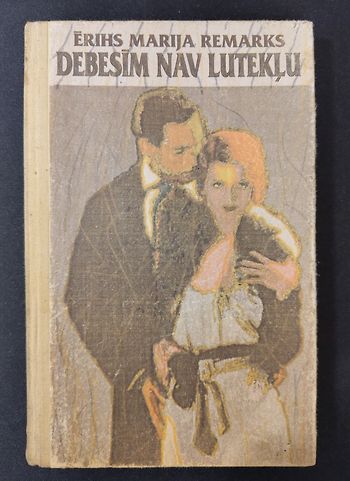 ĒRIHS MARIJA REMARKS
DEBESĪM NAV LUTEKĻU